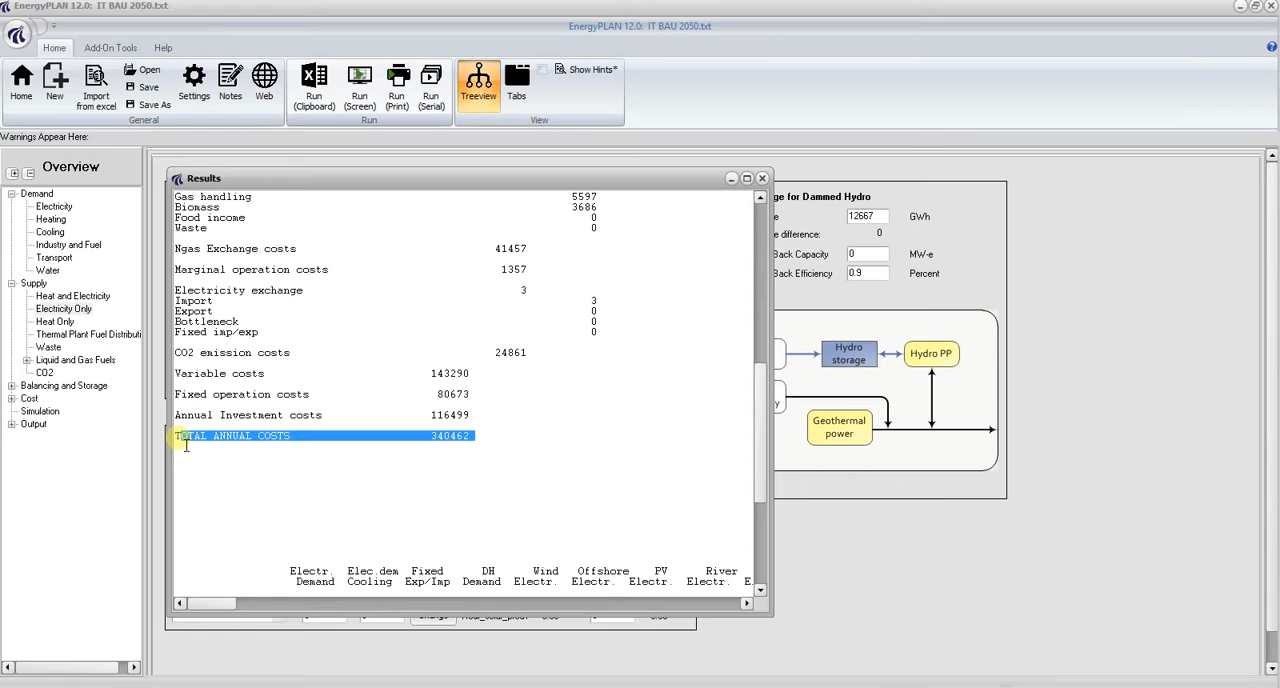 EnergyPLAN 12.0: IT BAU 2050.txt
EnergyPLAN 12.0: IT BAU 2050.txt
Home Add-On Tools Help
Home
New
Import from excel
Open
Save
Save As
Settings
Notes
Web
Run (Clipboard)
Run (Screen)
Run (Print)
Run (Serial)
Treeview
Tabs
Show Hints*
General Run View
Warnings Appear Here:
Overview
Demand
Electricity
Heating
Cooling
Industry and Fuel
Transport
Water
Supply
Heat and Electricity
Electricity Only
Heat Only
Thermal Plant Fuel Distributi
Waste
Liquid and Gas Fuels
CO2
Balancing and Storage
Cost
Simulation
Output
Results
Gas handling 5597
Biomass 3686
Food income 0
Waste 0
Ngas Exchange costs 41457
Marginal operation costs 1357
Electricity exchange 3
Import 3
Export 0
Bottleneck 0
Fixed imp/exp 0
CO2 emission costs 24861
Variable costs 143290
Fixed operation costs 80673
Annual Investment costs 116499
TOTAL ANNUAL COSTS 340462
Electr. Elec.dem Fixed DH Wind Offshore PV River
Demand Cooling Exp/Imp Demand Electr. Electr. Electr. Electr. E.
ge for Dammed Hydro
e 12667 GWh
e difference: 0
Back Capacity 0 MW-e
Back Efficiency 0.9 Percent
Hydro storage
Hydro PP
y
Geothermal power